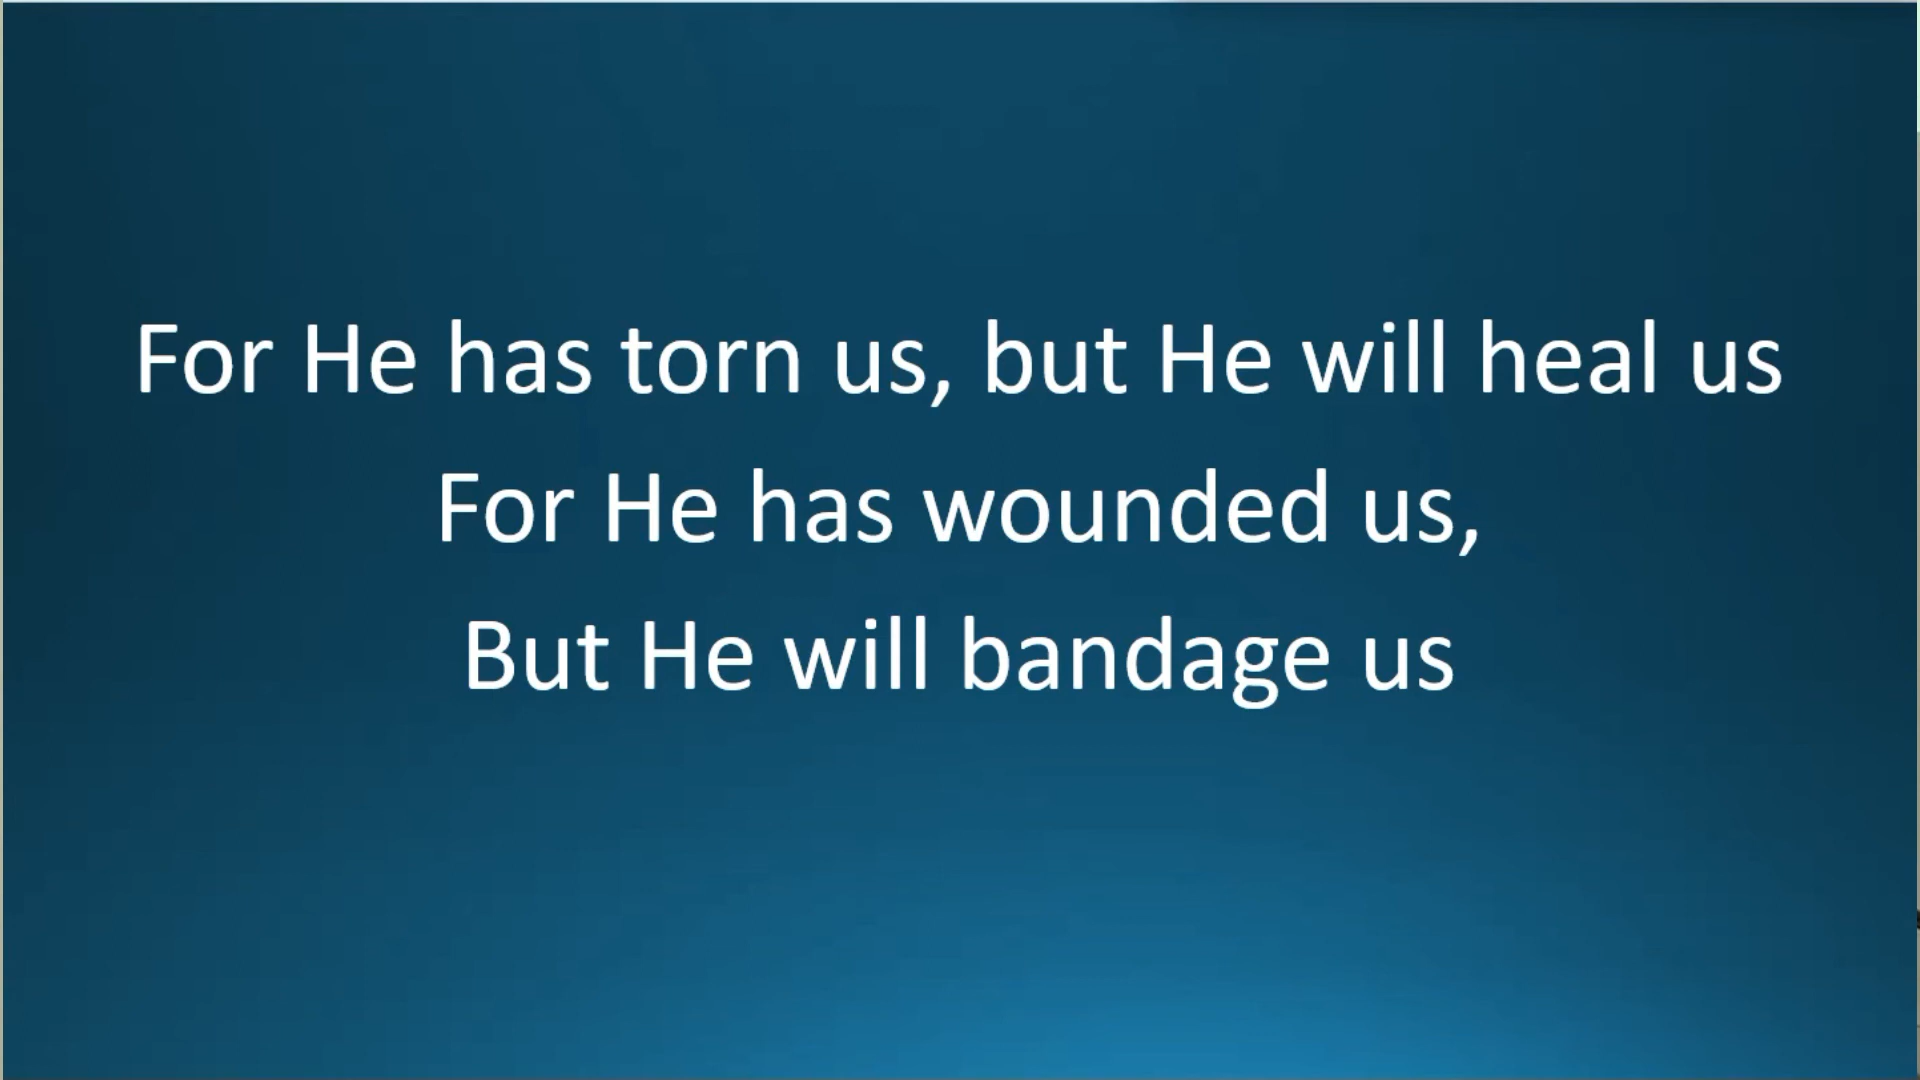 For He has torn us, but He will heal us
For He has wounded us,
But He will bandage us